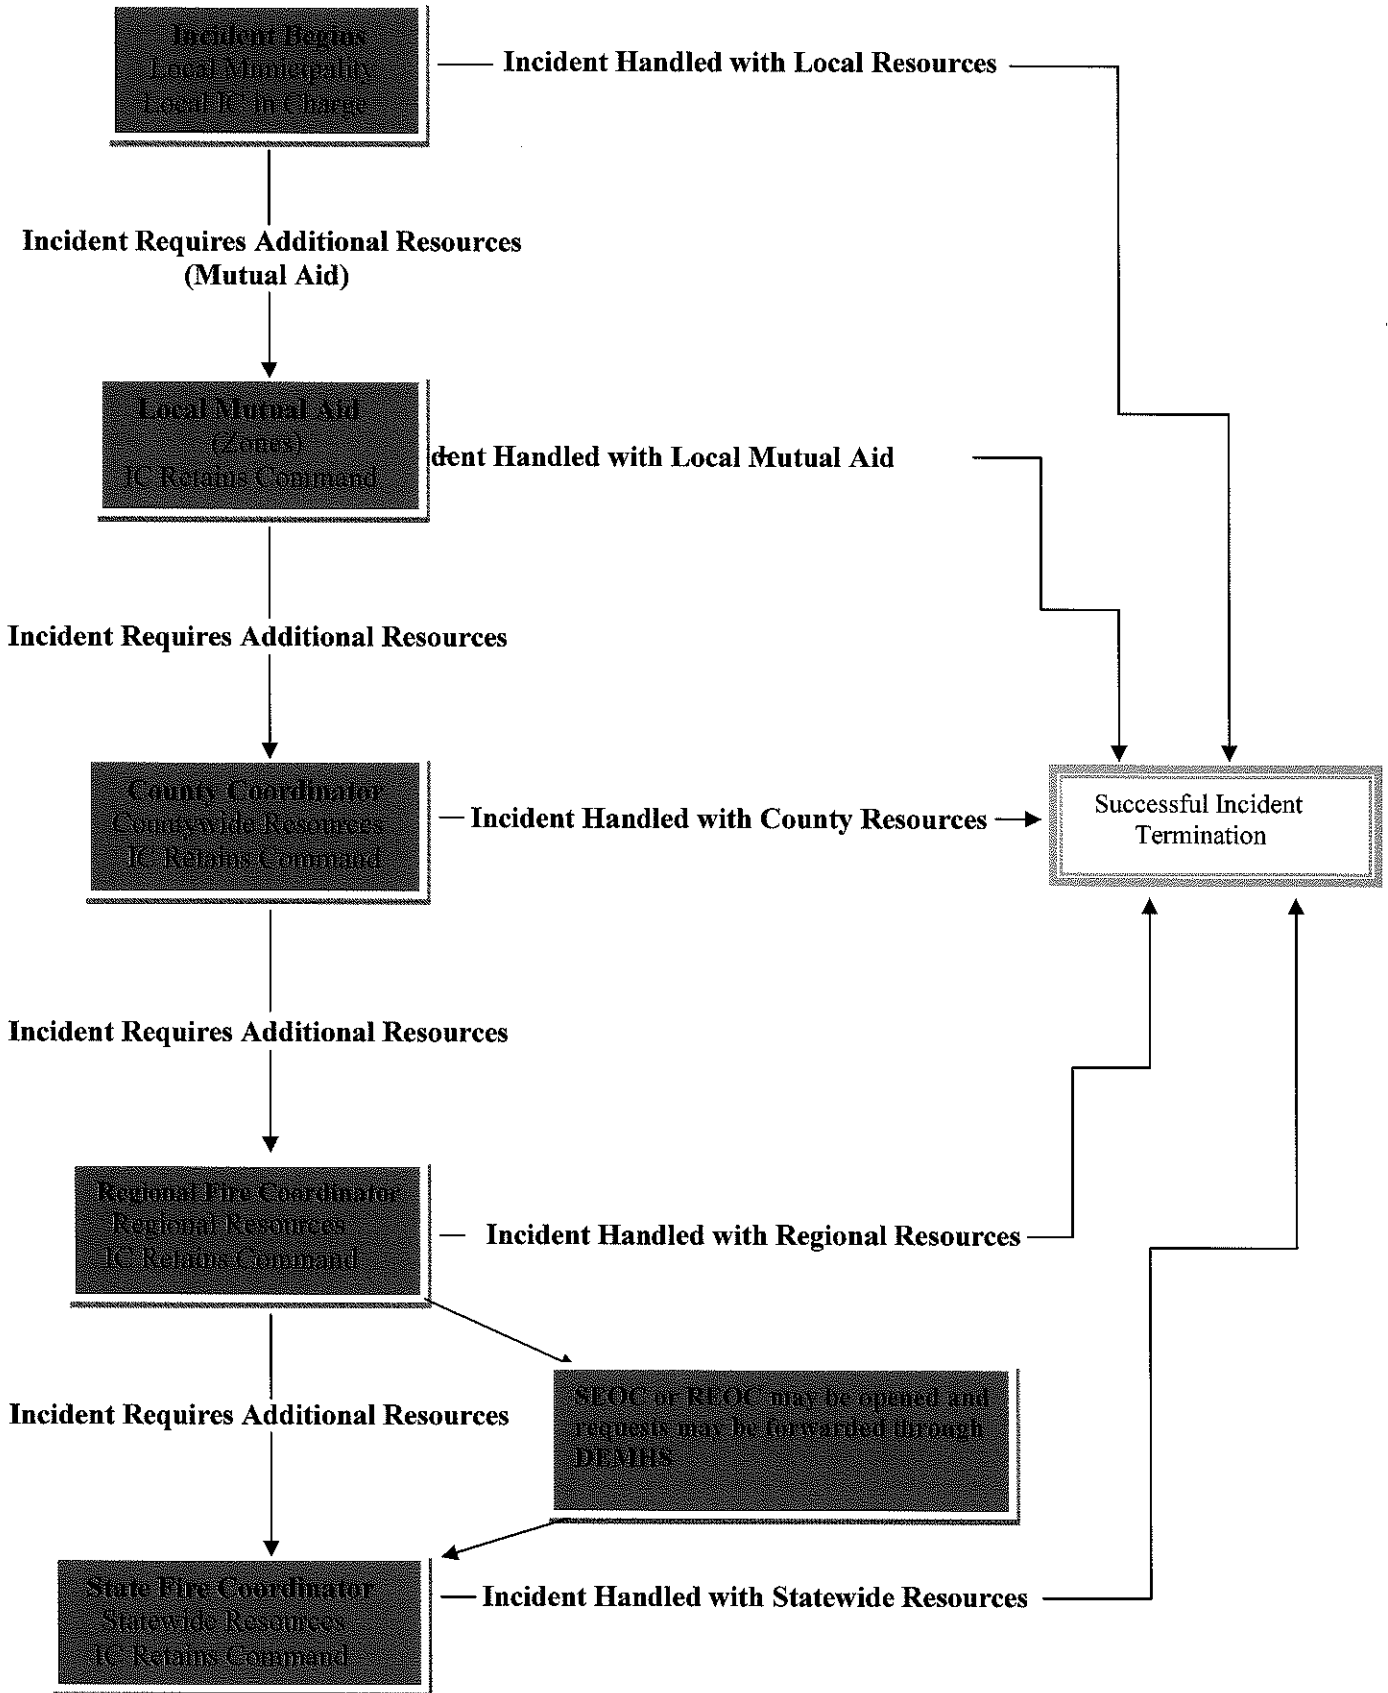 Incident Begins
Local Municipality
Local IC in Charge
Incident Handled with Local Resources
Incident Requires Additional Resources
(Mutual Aid)
Local Mutual Aid
(Zones)
IC Retains Command
dent Handled with Local Mutual Aid
Incident Requires Additional Resources
County Coordinator
Countywide Resources
IC Retains Command
Incident Handled with County Resources
Successful Incident
Termination
Incident Requires Additional Resources
Regional Fire Coordinator
Regional Resources
IC Retains Command
Incident Handled with Regional Resources
SEOC or REOC may be opened and
requests may be forwarded through
DEMHS
Incident Requires Additional Resources
State Fire Coordinator
Statewide Resources
IC Retains Command
Incident Handled with Statewide Resources